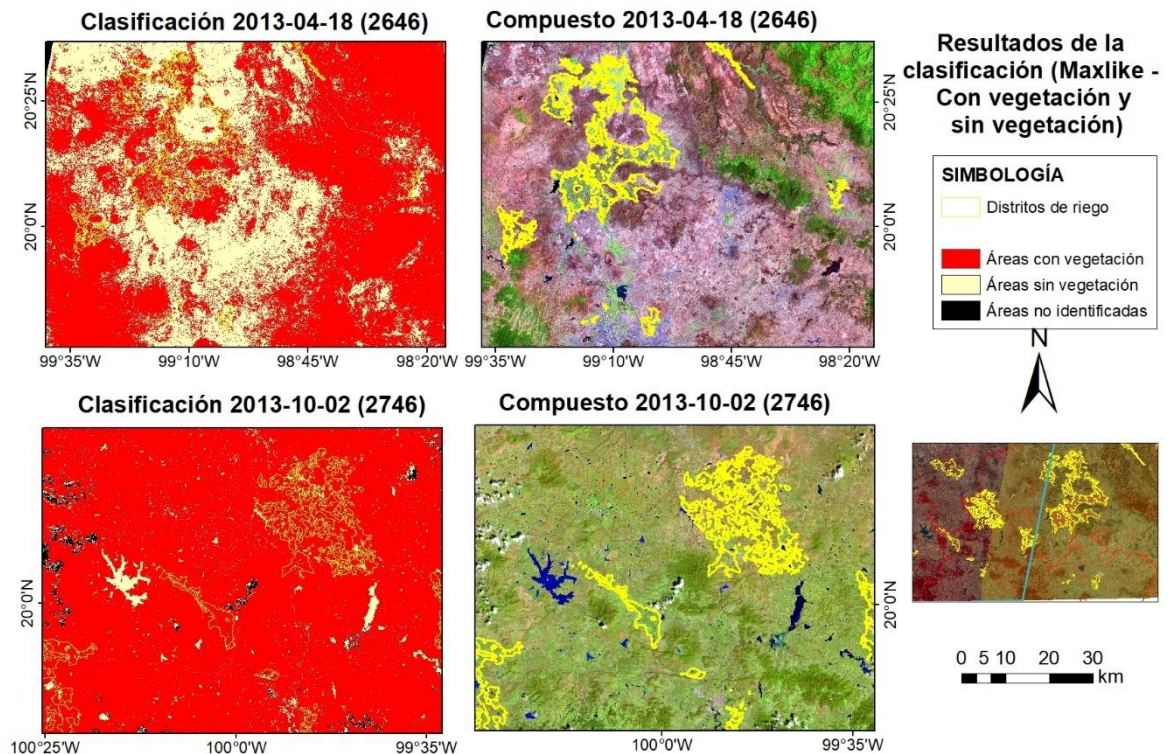 Clasificación 2013-04-18 (2646)
Compuesto 2013-04-18 (2646)
Resultados de la
clasificación (Maxlike -
Con vegetación y
sin vegetación)
20°25'N
20°0'N
20°25'N
20°0'N
99°35'W
99°10'W
98°45'W
98°20'W
99°35'W
99°10'W
98°45'W
98°20'W
SIMBOLOGÍA
Distritos de riego
Áreas con vegetación
Áreas sin vegetación
Áreas no identificadas
N
Clasificación 2013-10-02 (2746)
Compuesto 2013-10-02 (2746)
20°0'N
20°0'N
100°25'W
100°0'W
99°35'W
100°0'W
99°35'W
0 5 10 20 30
km